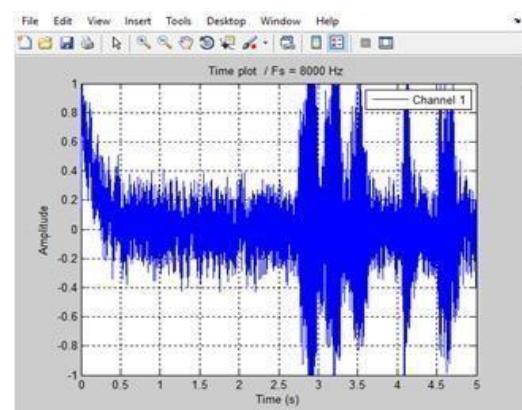 File Edit View Insert Tools Desktop Window Help
Time plot / Fs = 8000 Hz
Channel 1
1
0.8
0.6
0.4
0.2
0
-0.2
-0.4
-0.6
-0.8
-1
Amplitude
0 0.5 1 1.5 2 2.5 3 3.5 4 4.5 5
Time (s)